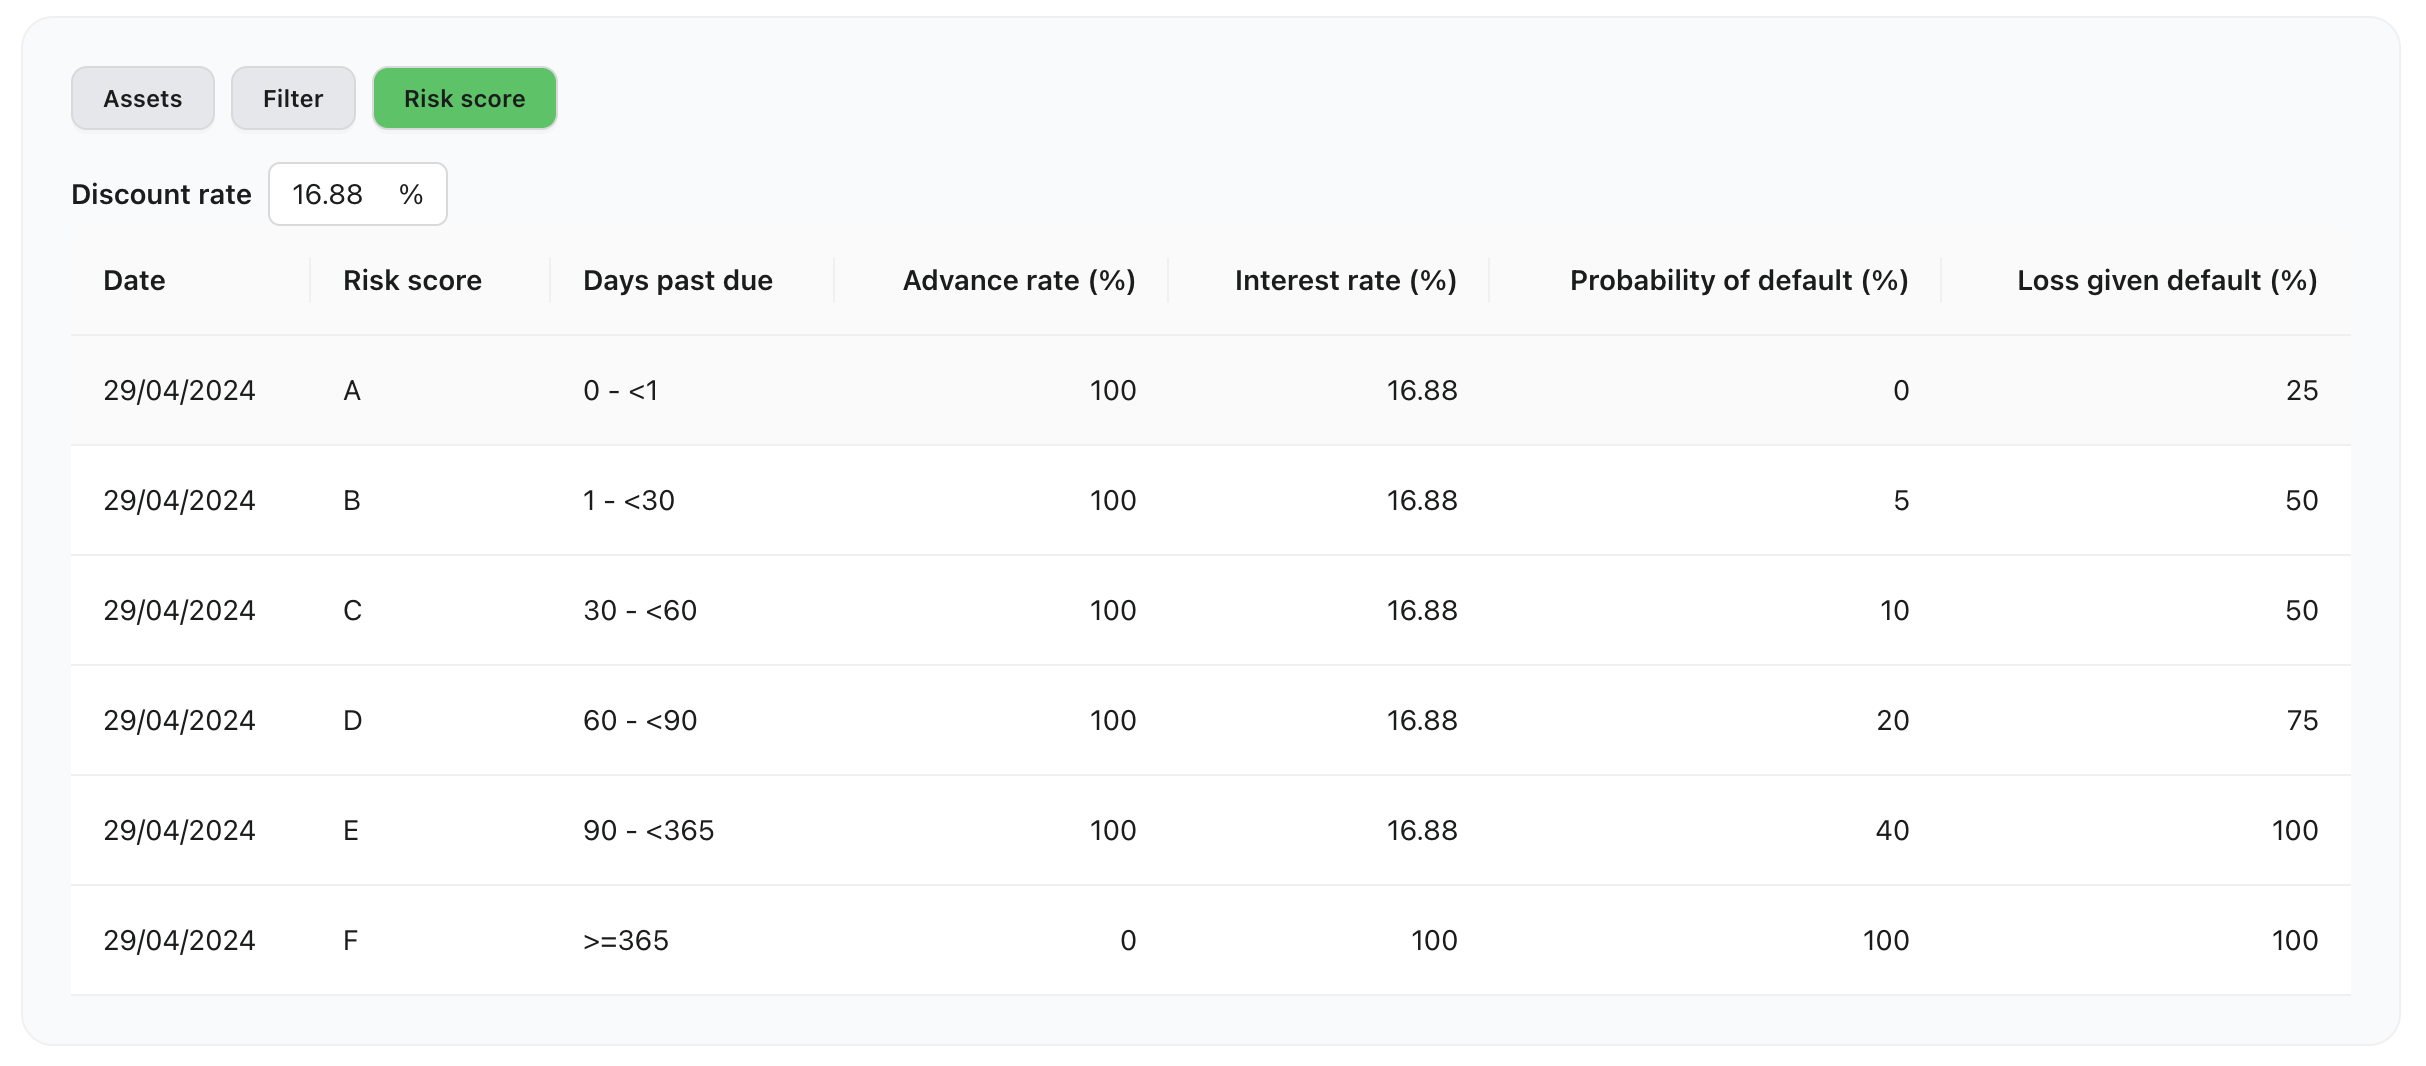 Assets Filter Risk score
Discount rate 16.88 %
Date Risk score Days past due Advance rate (%) Interest rate (%) Probability of default (%) Loss given default (%)
29/04/2024 A 0 - <1 100 16.88 0 25
29/04/2024 B 1 - <30 100 16.88 5 50
29/04/2024 C 30 - <60 100 16.88 10 50
29/04/2024 D 60 - <90 100 16.88 20 75
29/04/2024 E 90 - <365 100 16.88 40 100
29/04/2024 F >=365 0 100 100 100